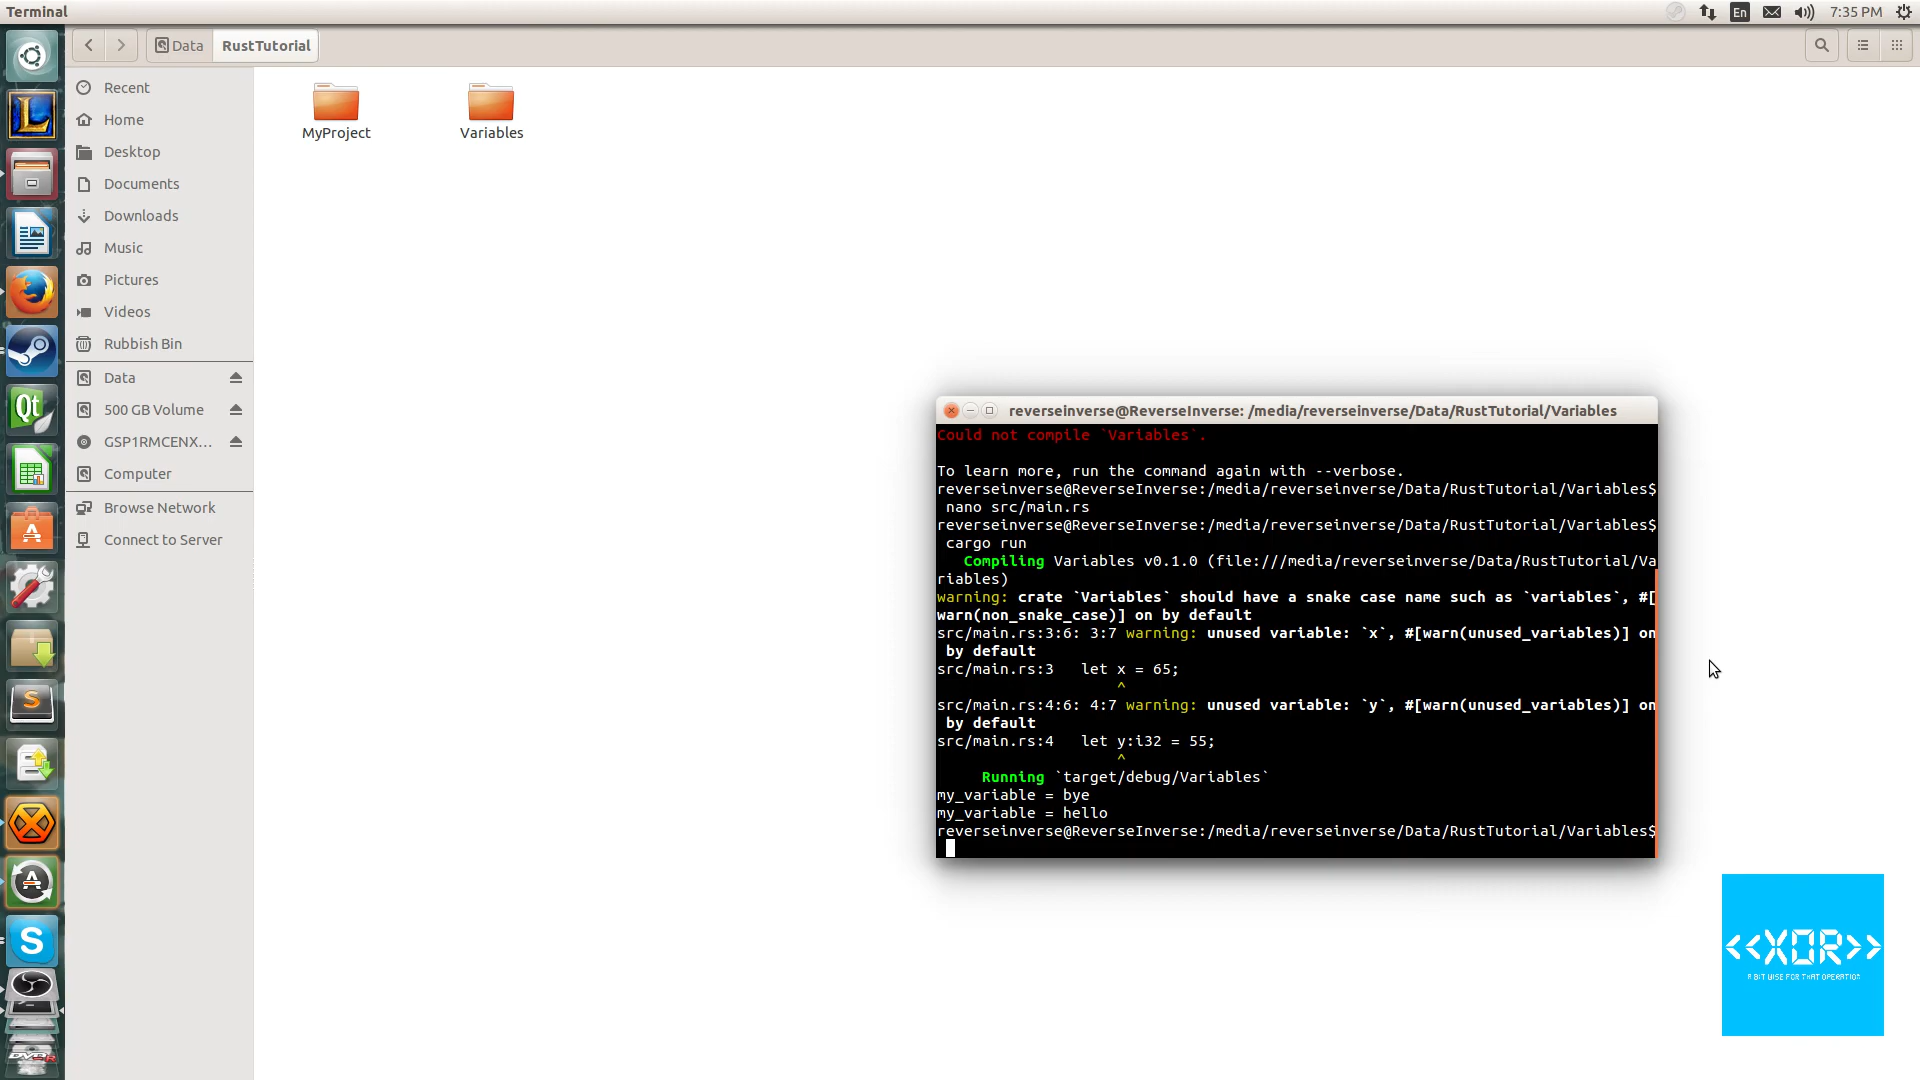 Terminal
En
7:35 PM
Data
RustTutorial
Recent
Home
Desktop
Documents
Downloads
Music
Pictures
Videos
Rubbish Bin
Data
500 GB Volume
GSP1RMCENX...
Computer
Browse Network
Connect to Server
MyProject
Variables
reverseinverse@ReverseInverse: /media/reverseinverse/Data/RustTutorial/Variables
Could not compile `Variables`.
To learn more, run the command again with --verbose.
reverseinverse@ReverseInverse:/media/reverseinverse/Data/RustTutorial/Variables$
nano src/main.rs
reverseinverse@ReverseInverse:/media/reverseinverse/Data/RustTutorial/Variables$
cargo run
Compiling Variables v0.1.0 (file:///media/reverseinverse/Data/RustTutorial/Va
riables)
warning: crate `Variables` should have a snake case name such as `variables`, #[
warn(non_snake_case)] on by default
src/main.rs:3:6: 3:7 warning: unused variable: `x`, #[warn(unused_variables)] on
by default
src/main.rs:3   let x = 65;
^
src/main.rs:4:6: 4:7 warning: unused variable: `y`, #[warn(unused_variables)] on
by default
src/main.rs:4   let y:i32 = 55;
^
Running `target/debug/Variables`
my_variable = bye
my_variable = hello
reverseinverse@ReverseInverse:/media/reverseinverse/Data/RustTutorial/Variables$
<<XOR>>
A BIT WISE FOR THAT OPERATION